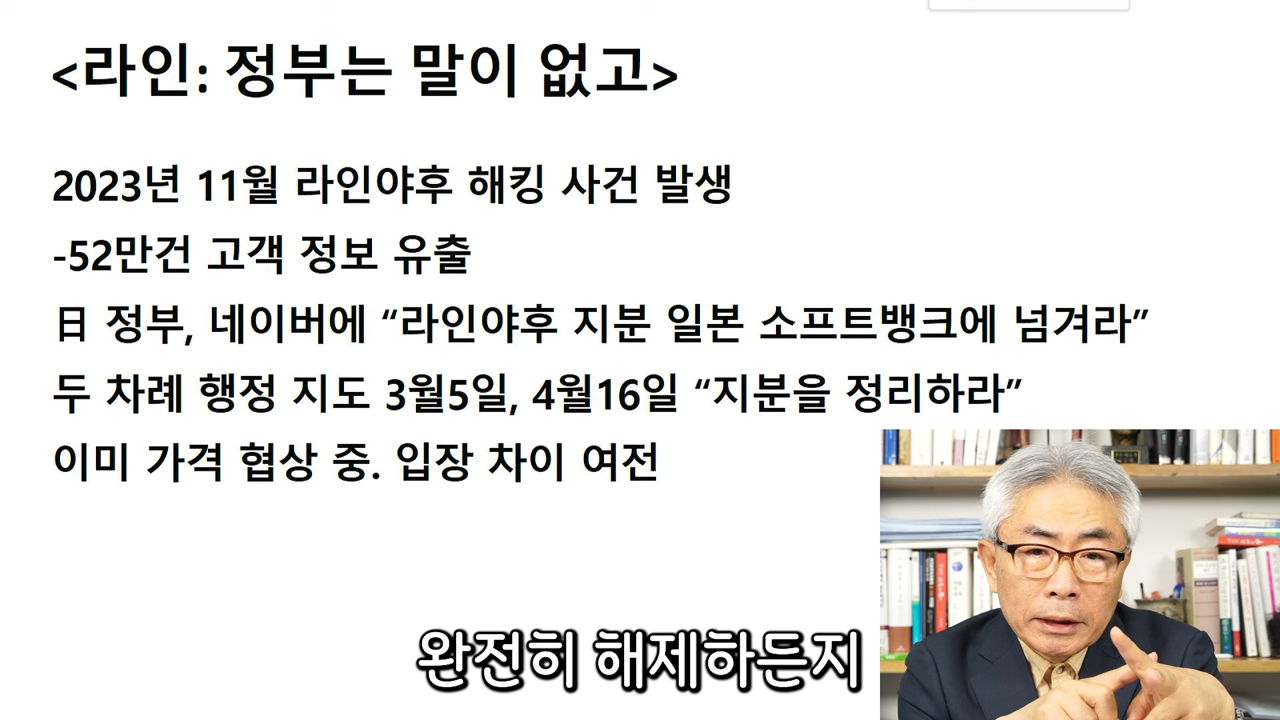 <라인: 정부는 말이 없고>
2023년 11월 라인야후 해킹 사건 발생
-52만건 고객 정보 유출
日 정부, 네이버에 “라인야후 지분 일본 소프트뱅크에 넘겨라”
두 차례 행정 지도 3월5일, 4월16일 “지분을 정리하라”
이미 가격 협상 중. 입장 차이 여전
완전히 해제하든지